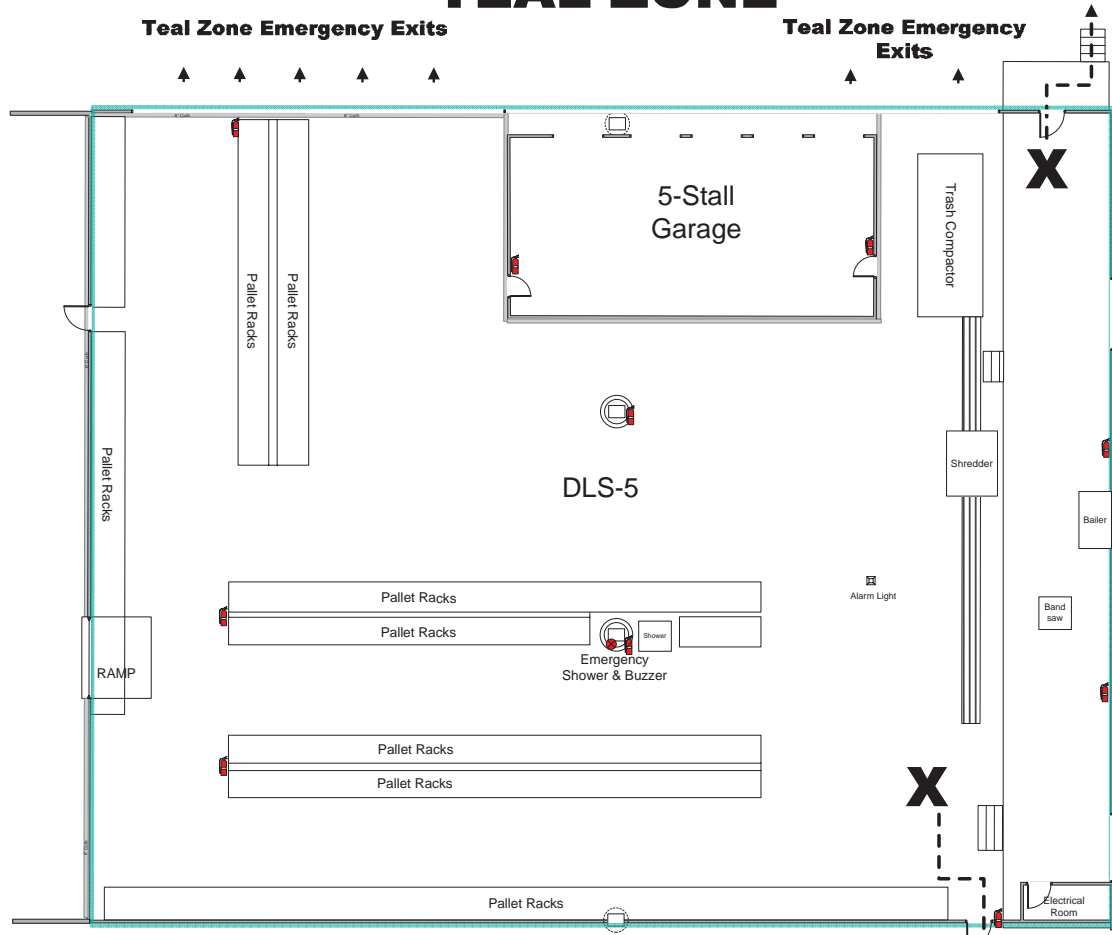 TEAL ZONE
Teal Zone Emergency Exits
Teal Zone Emergency
Exits
X
5-Stall
Garage
Trash Compactor
Pallet Racks
Pallet Racks
Pallet Racks
DLS-5
Shredder
Bailer
Alarm Light
Band
saw
Pallet Racks
Pallet Racks
Shower
Emergency
Shower & Buzzer
RAMP
Pallet Racks
Pallet Racks
X
Pallet Racks
Electrical
Room